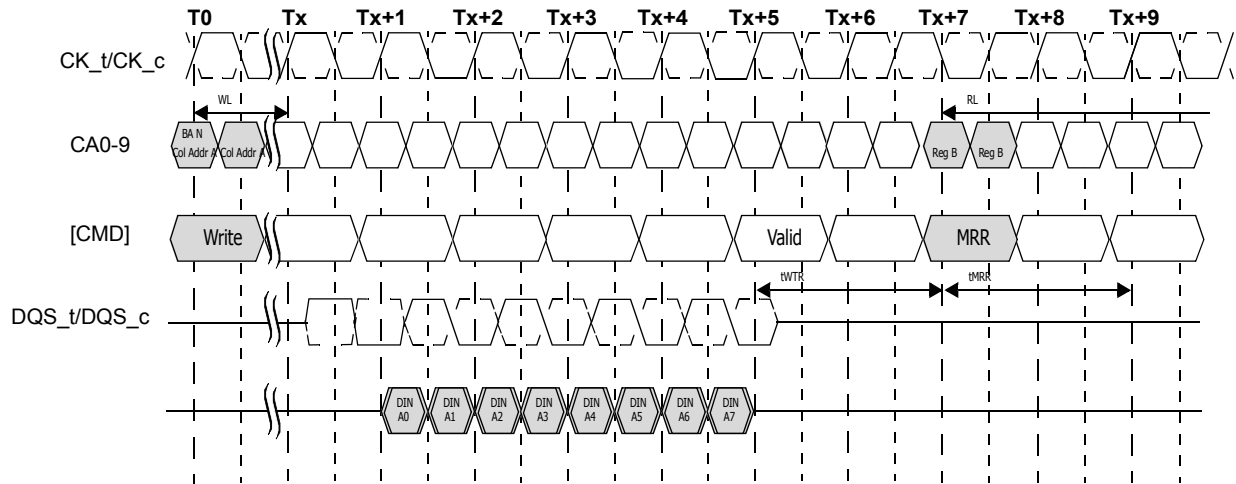 T0 Tx Tx+1 Tx+2 Tx+3 Tx+4 Tx+5 Tx+6 Tx+7 Tx+8 Tx+9
CK_t/CK_c
WL RL
CA0-9
BA N
Col Addr A Col Addr A Reg B Reg B
[CMD] Write Valid MRR
tWTR tMRR
DQS_t/DQS_c
DIN DIN DIN DIN DIN DIN DIN DIN
A0 A1 A2 A3 A4 A5 A6 A7